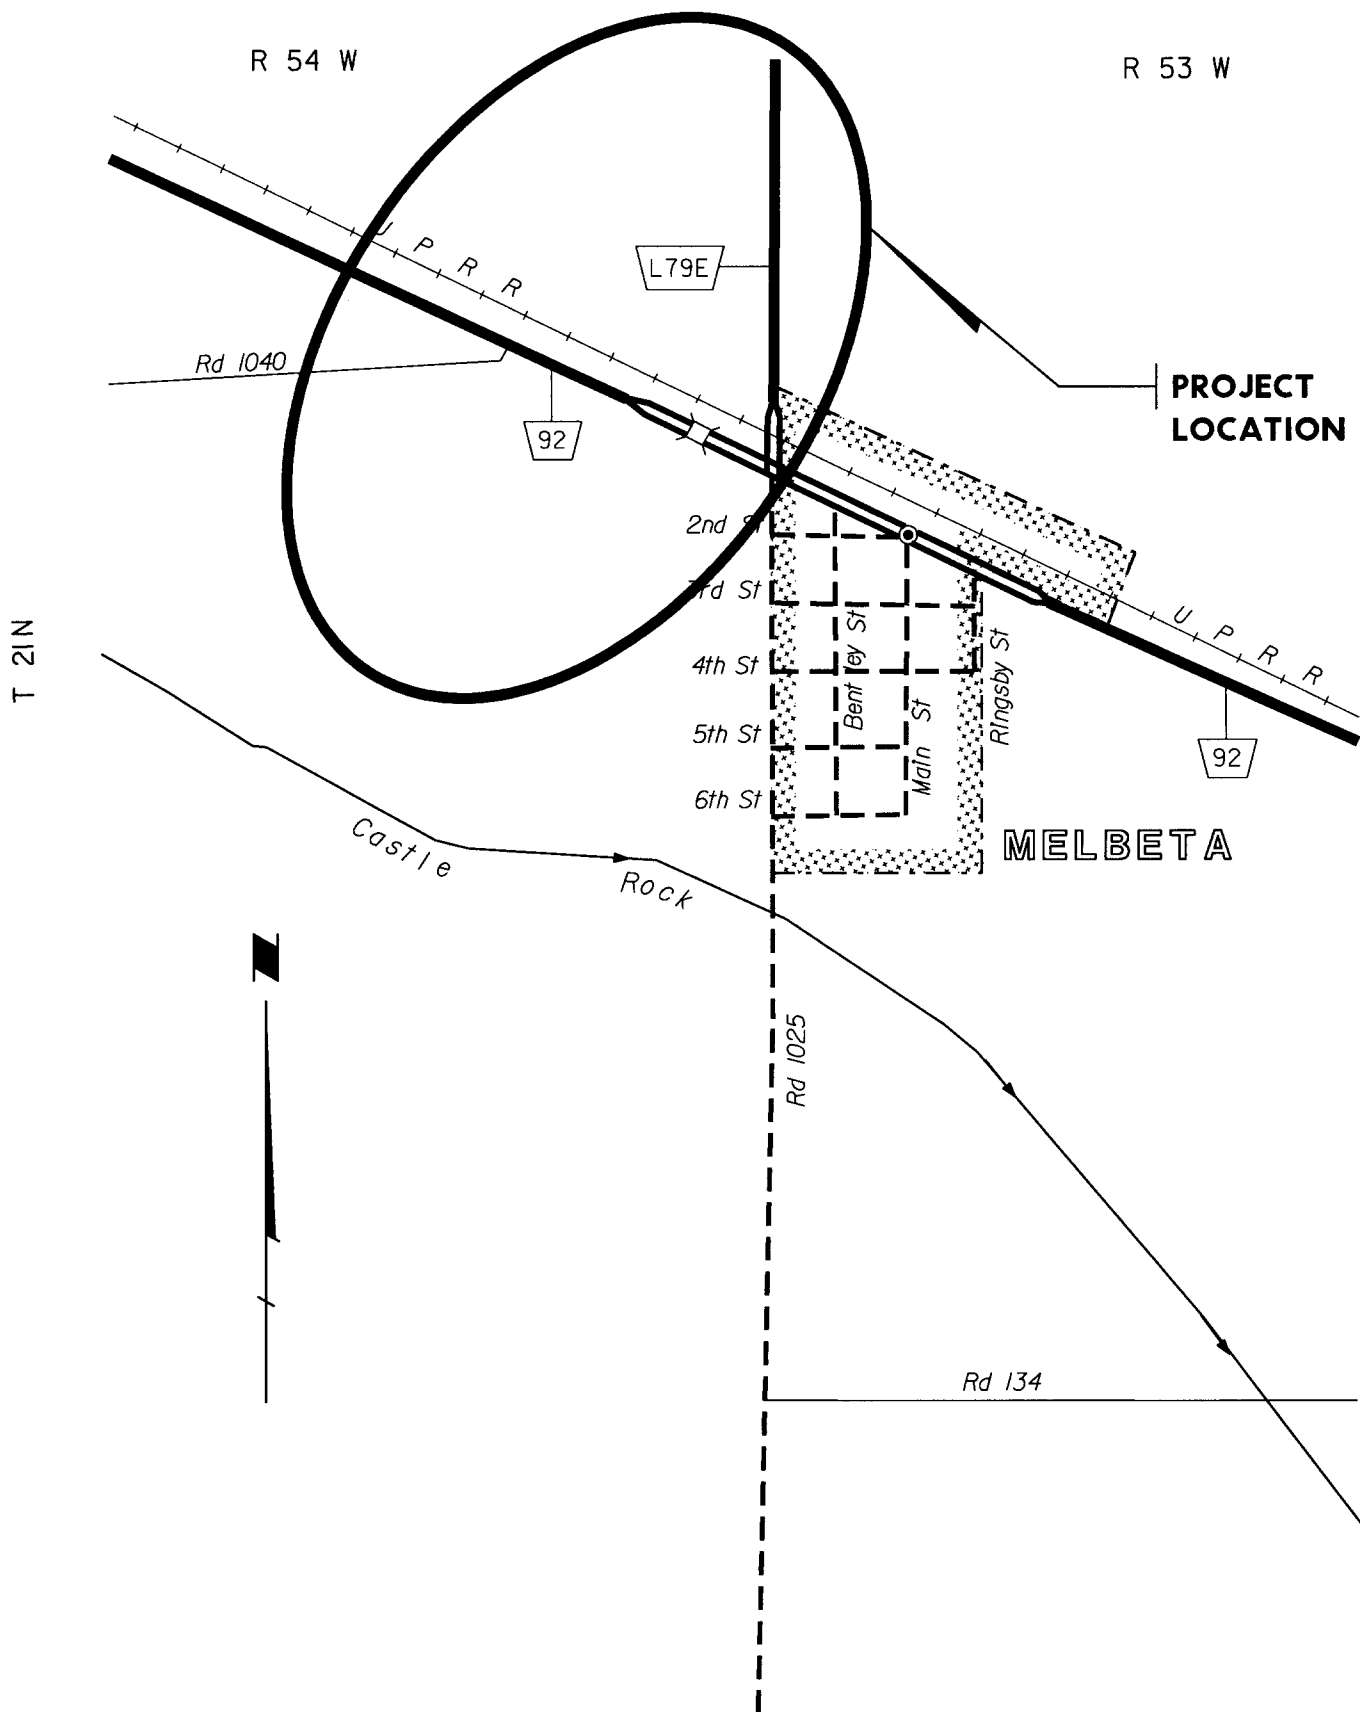 R 54 W
R 53 W
U P R R
L79E
Rd 1040
92
PROJECT
LOCATION
2nd St
3rd St
4th St
5th St
6th St
Bentley St
Main St
Ringsby St
U P R R
92
T 21N
MELBETA
Castle Rock
N
Rd 1025
Rd 134